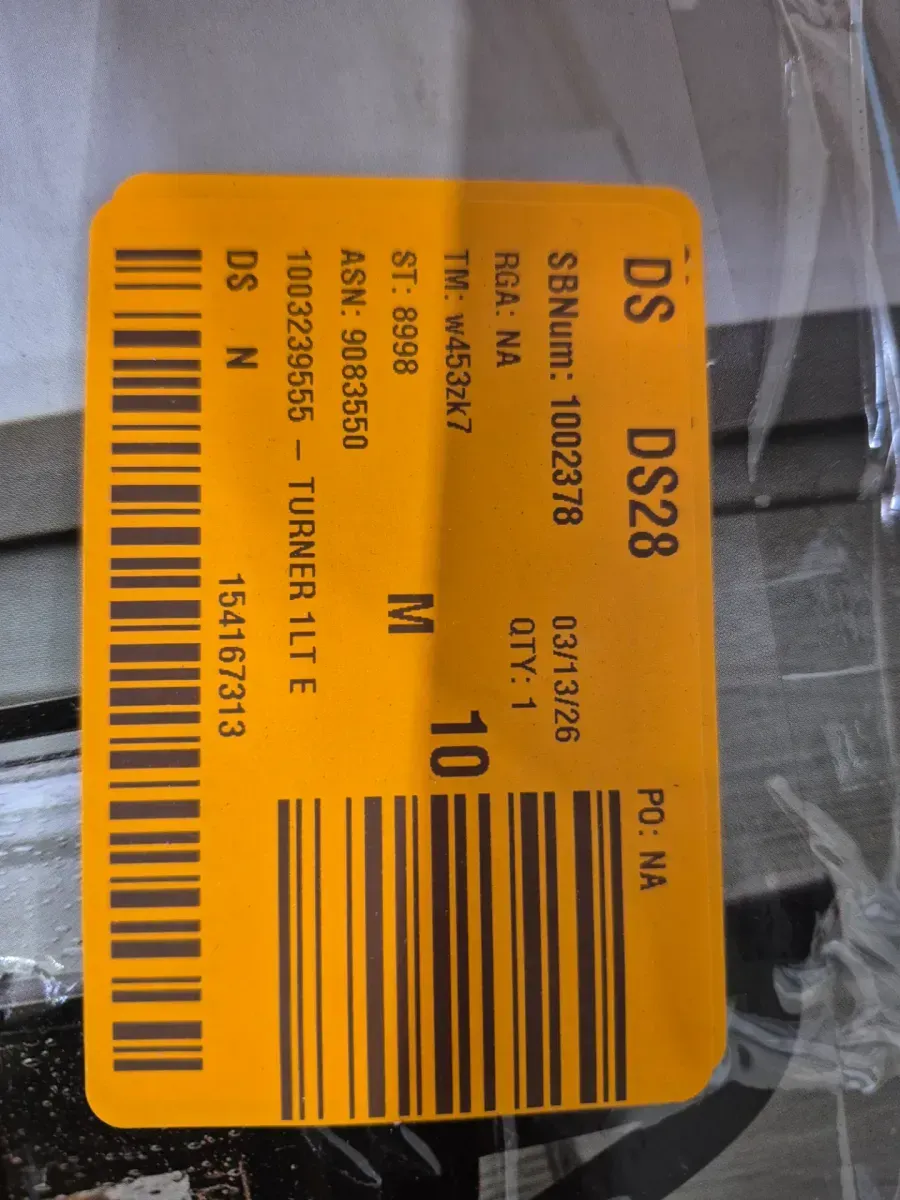 DS DS28 PO: NA
SBNum: 1002378 03/13/26
RGA: NA QTY: 1
TM: w453zk7 10
ST: 8998 M
ASN: 9083550
1003239555 - TURNER 1LT E
DS N 154167313